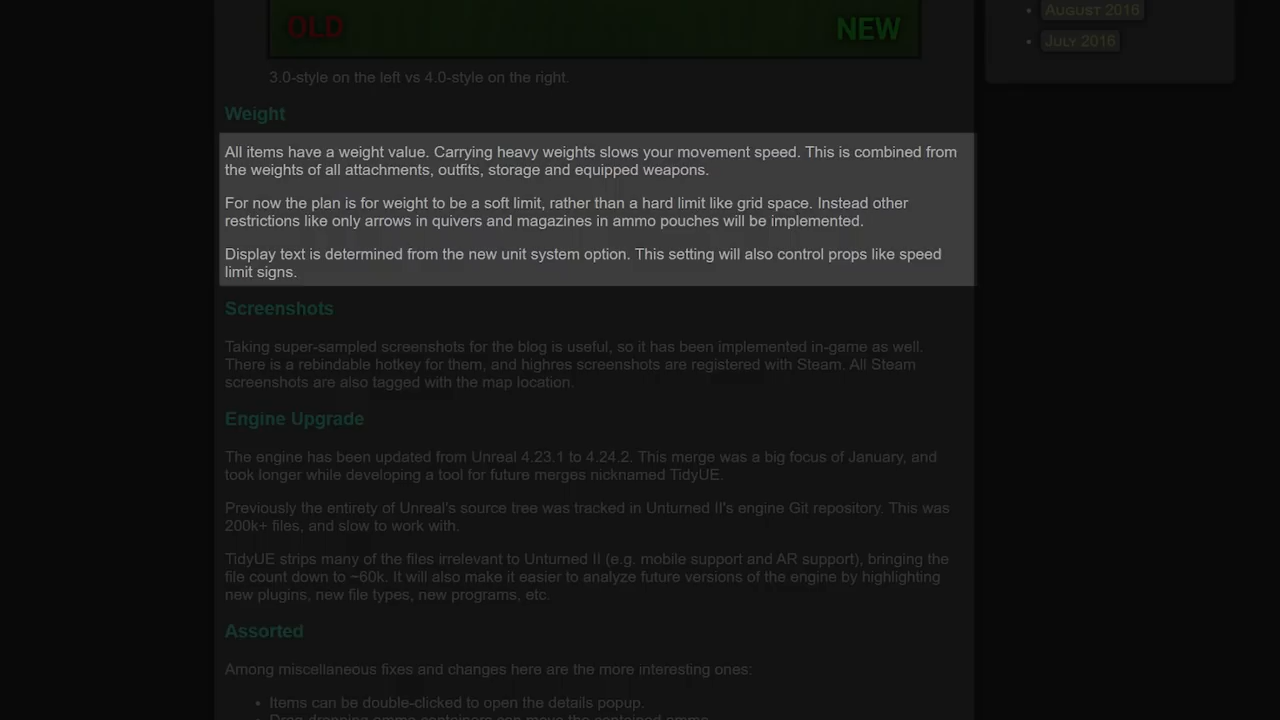 OLD
NEW
August 2016
July 2016
3.0-style on the left vs 4.0-style on the right.
Weight
All items have a weight value. Carrying heavy weights slows your movement speed. This is combined from
the weights of all attachments, outfits, storage and equipped weapons.
For now the plan is for weight to be a soft limit, rather than a hard limit like grid space. Instead other
restrictions like only arrows in quivers and magazines in ammo pouches will be implemented.
Display text is determined from the new unit system option. This setting will also control props like speed
limit signs.
Screenshots
Taking super-sampled screenshots for the blog is useful, so it has been implemented in-game as well.
There is a rebindable hotkey for them, and highres screenshots are registered with Steam. All Steam
screenshots are also tagged with the map location.
Engine Upgrade
The engine has been updated from Unreal 4.23.1 to 4.24.2. This merge was a big focus of January, and
took longer while developing a tool for future merges nicknamed TidyUE.
Previously the entirety of Unreal's source tree was tracked in Unturned II's engine Git repository. This was
200k+ files, and slow to work with.
TidyUE strips many of the files irrelevant to Unturned II (e.g. mobile support and AR support), bringing the
file count down to ~60k. It will also make it easier to analyze future versions of the engine by highlighting
new plugins, new file types, new programs, etc.
Assorted
Among miscellaneous fixes and changes here are the more interesting ones:
• Items can be double-clicked to open the details popup.
• Drag-dropping ammo containers can move the contained ammo.